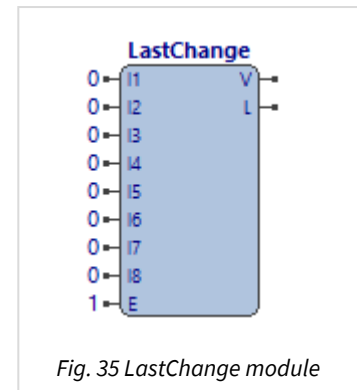 LastChange
0 I1 V
0 I2 L
0 I3
0 I4
0 I5
0 I6
0 I7
0 I8
1 E
Fig. 35 LastChange module